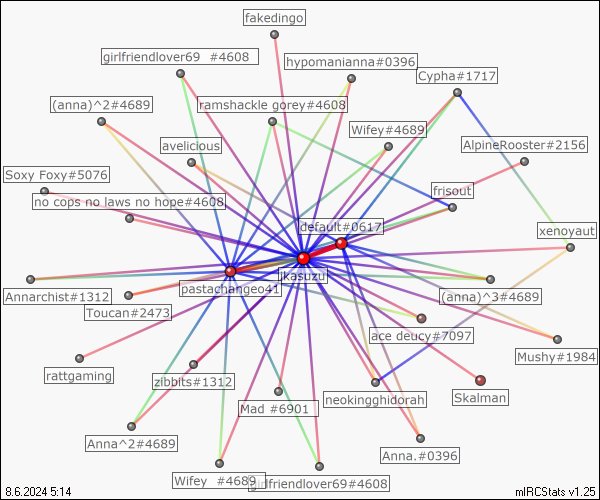 fakedingo
girlfriendlover69 #4608
hypomanianna#0396
Cypha#1717
(anna)^2#4689
ramshackle gorey#4608
Wifey#4689
avelicious
AlpineRooster#2156
Soxy Foxy#5076
frisout
no cops no laws no hope#4608
default#0617
xenoyaut
jkasuzu
pastachangeo41
Annarchist#1312
(anna)^3#4689
Toucan#2473
ace deucy#7097
Mushy#1984
rattgaming
zibbits#1312
Skalman
neokingghidorah
Mad #6901
Anna^2#4689
Anna.#0396
Wifey #4689
girlfriendlover69#4608
8.6.2024 5:14
mIRCStats v1.25